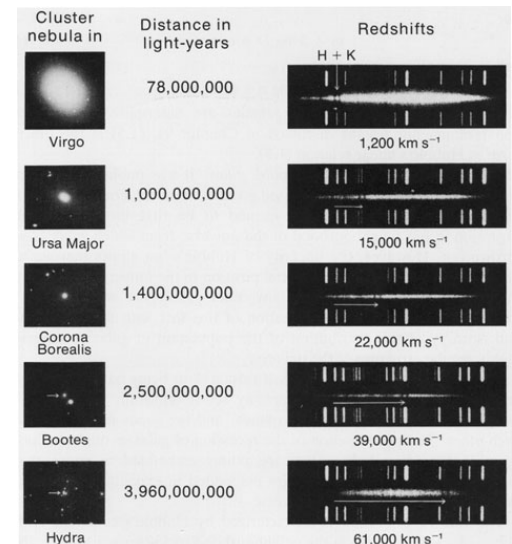 Cluster
nebula in
Distance in
light-years
Redshifts
H + K
78,000,000
Virgo
1,200 km s⁻¹
1,000,000,000
Ursa Major
15,000 km s⁻¹
1,400,000,000
Corona
Borealis
22,000 km s⁻¹
2,500,000,000
Bootes
39,000 km s⁻¹
3,960,000,000
Hydra
61,000 km s⁻¹